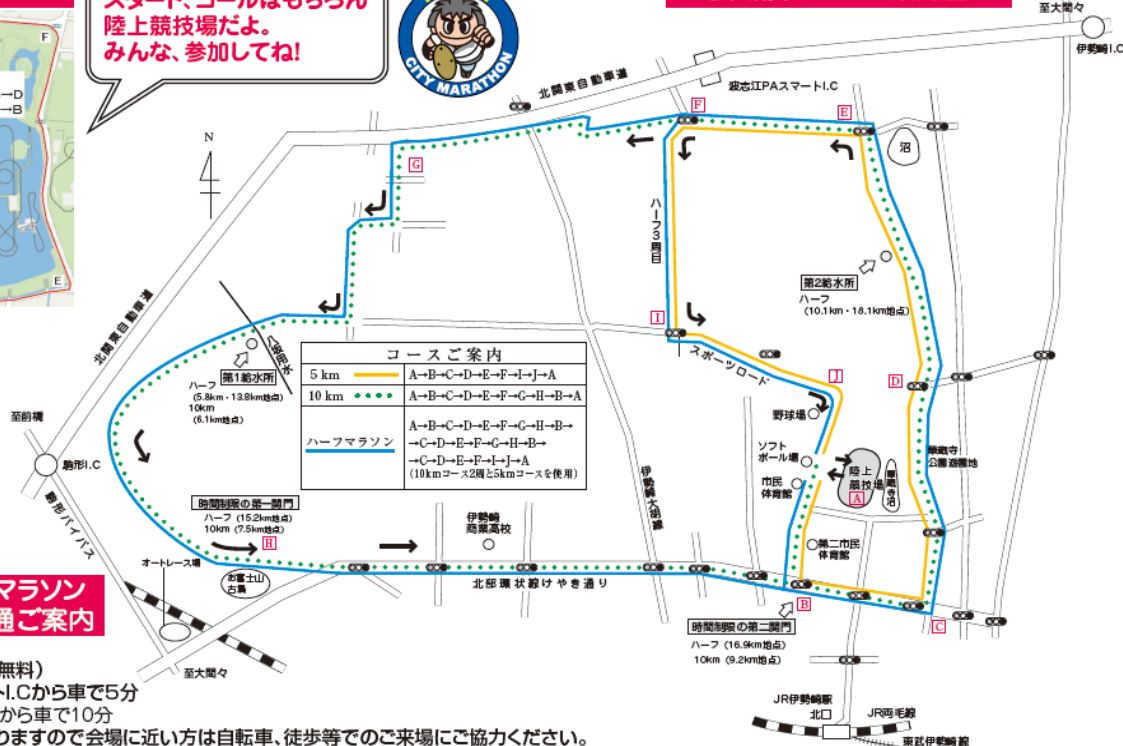 スタート、ゴールはもちろん
陸上競技場だよ。
みんな、参加してね!
CITY MARATHON
→D
→B
F
E
至大間々
伊勢崎I.C
北関東自動車道
波志江PAスマートI.C
F
E
沼
N
G
ハーフ3周目
第2給水所
ハーフ
(10.1km・18.1km地点)
北関東自動車道
I
スポーツロード
八坂用水
第1給水所
ハーフ
(5.8km・13.8km地点)
10km
(6.1km地点)
コースご案内
5 km
A→B→C→D→E→F→I→J→A
10 km
A→B→C→D→E→F→G→H→B→A
ハーフマラソン
A→B→C→D→E→F→G→H→B→
→C→D→E→F→G→H→B→
→C→D→E→F→I→J→A
(10kmコース2周と5kmコースを使用)
J
D
野球場
ソフト
ボール場
市民
体育館
陸上
競技場
A
華蔵寺沼
華蔵寺
公園遊園地
至前橋
駒形I.C
駒形バイパス
伊勢崎大胡線
時間制限の第一関門
ハーフ (15.2km地点)
10km (7.5km地点)
H
伊勢崎
商業高校
第二市民
体育館
オートレース場
お富士山
古墳
北部環状線けやき通り
B
C
時間制限の第二関門
ハーフ (16.9km地点)
10km (9.2km地点)
マラソン
通ご案内
至大間々
無料)
I.Cから車で5分
から車で10分
りますので会場に近い方は自転車、徒歩等でのご来場にご協力ください。
JR伊勢崎駅
北口
JR両毛線
東武伊勢崎線